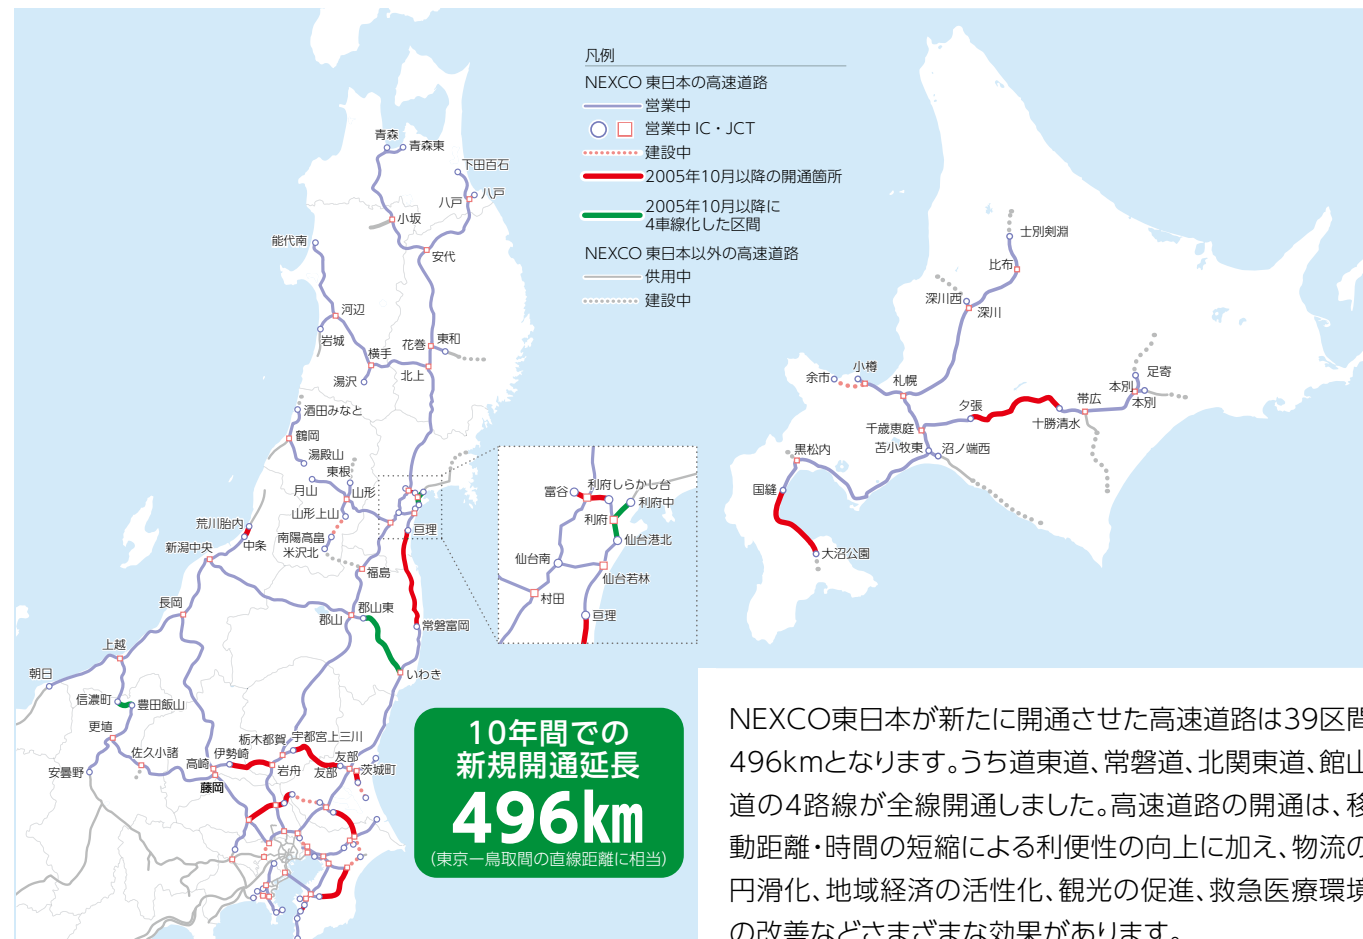 凡例
NEXCO 東日本の高速道路
営業中
営業中 IC・JCT
建設中
2005年10月以降の開通箇所
2005年10月以降に
4車線化した区間
NEXCO 東日本以外の高速道路
供用中
建設中
青森
青森東
下田百石
八戸
八戸
小坂
安代
能代南
河辺
岩城
横手
花巻
東和
湯沢
北上
酒田みなと
鶴岡
湯殿山
東根
月山
山形
山形上山
荒川胎内
中条
南陽高畠
米沢北
新潟中央
福島
亘理
長岡
郡山東
郡山
常磐富岡
上越
いわき
朝日
信濃町
豊田飯山
更埴
佐久小諸
安曇野
高崎
伊勢崎
藤岡
栃木都賀
宇都宮上三川
岩舟
友部
友部
茨城町
富谷
利府しらかし台
利府中
利府
仙台港北
仙台南
仙台若林
村田
亘理
士別剣淵
比布
深川西
深川
余市
小樽
札幌
足寄
本別
本別
帯広
夕張
十勝清水
千歳恵庭
苫小牧東
沼ノ端西
黒松内
国縫
大沼公園
10年間での
新規開通延長
496km
(東京ー鳥取間の直線距離に相当)
NEXCO東日本が新たに開通させた高速道路は39区間
496kmとなります。うち道東道、常磐道、北関東道、館山
道の4路線が全線開通しました。高速道路の開通は、移
動距離・時間の短縮による利便性の向上に加え、物流の
円滑化、地域経済の活性化、観光の促進、救急医療環境
の改善などさまざまな効果があります。